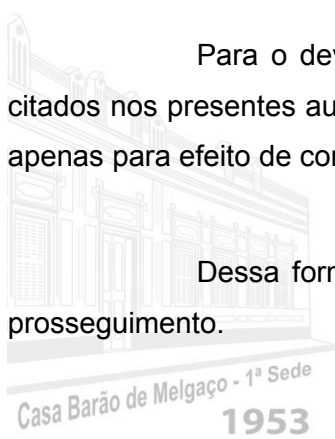 Para o dev
citados nos presentes au
apenas para efeito de cor
Dessa forr
prosseguimento.
Casa Barão de Melgaço - 1ª Sede
1953